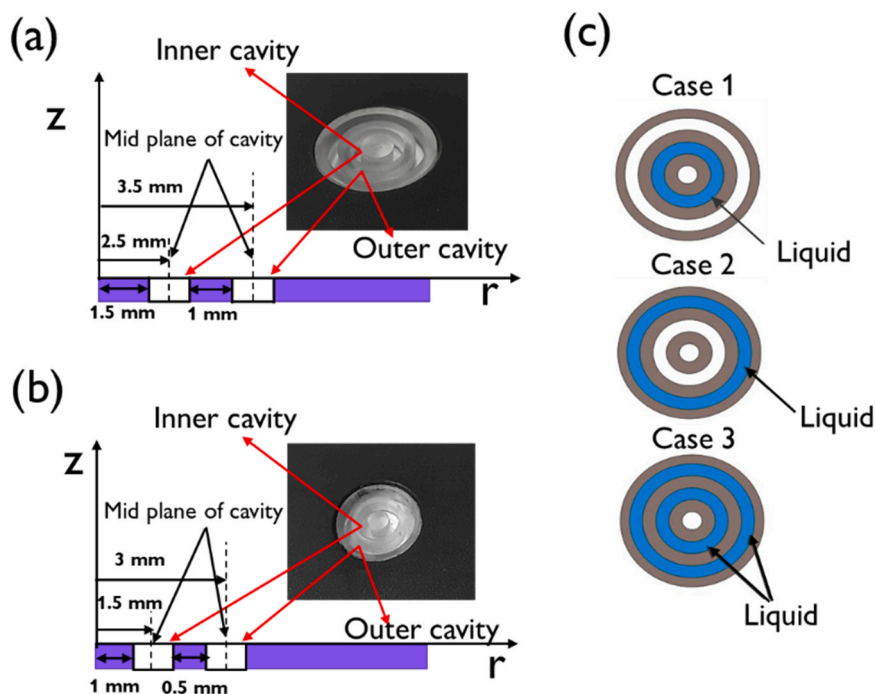 (a)
Inner cavity
z
Mid plane of cavity
3.5 mm
2.5 mm
Outer cavity
r
1.5 mm
1 mm
(b)
Inner cavity
z
Mid plane of cavity
3 mm
1.5 mm
Outer cavity
r
1 mm
0.5 mm
(c)
Case 1
Liquid
Case 2
Liquid
Case 3
Liquid